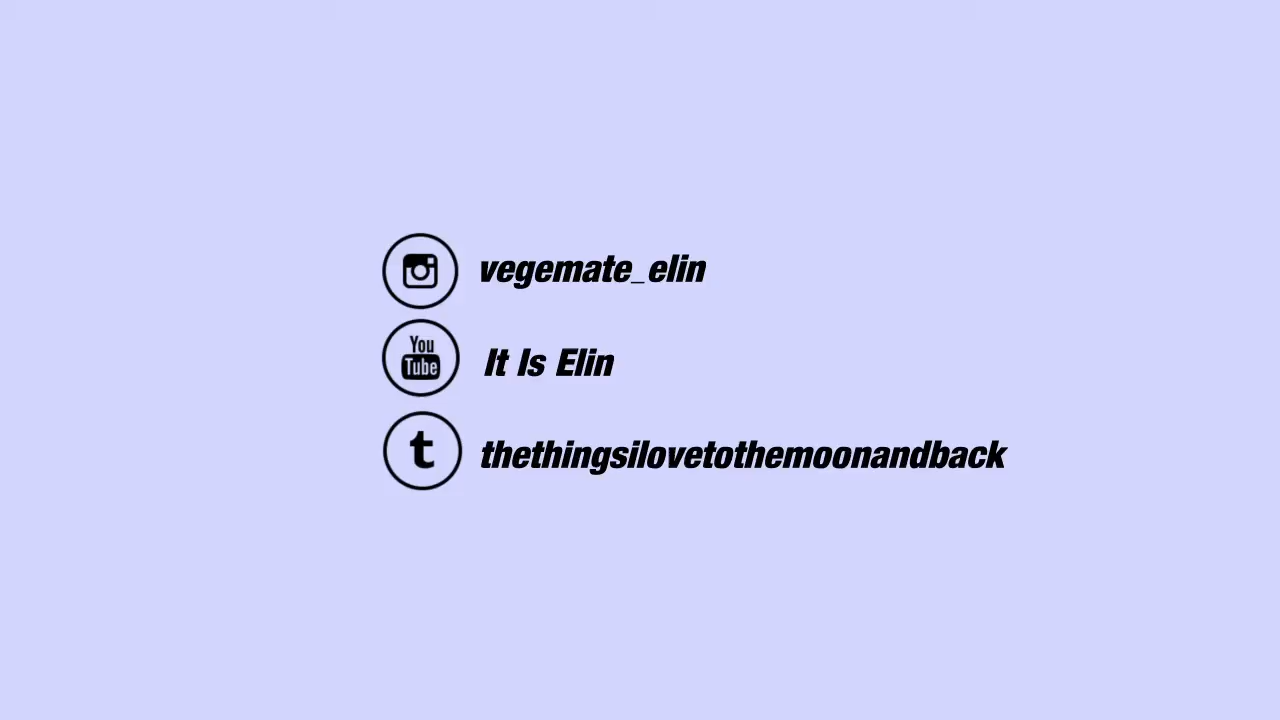 vegemate_elin
You
Tube
It Is Elin
t
thethingsilovetothemoonandback